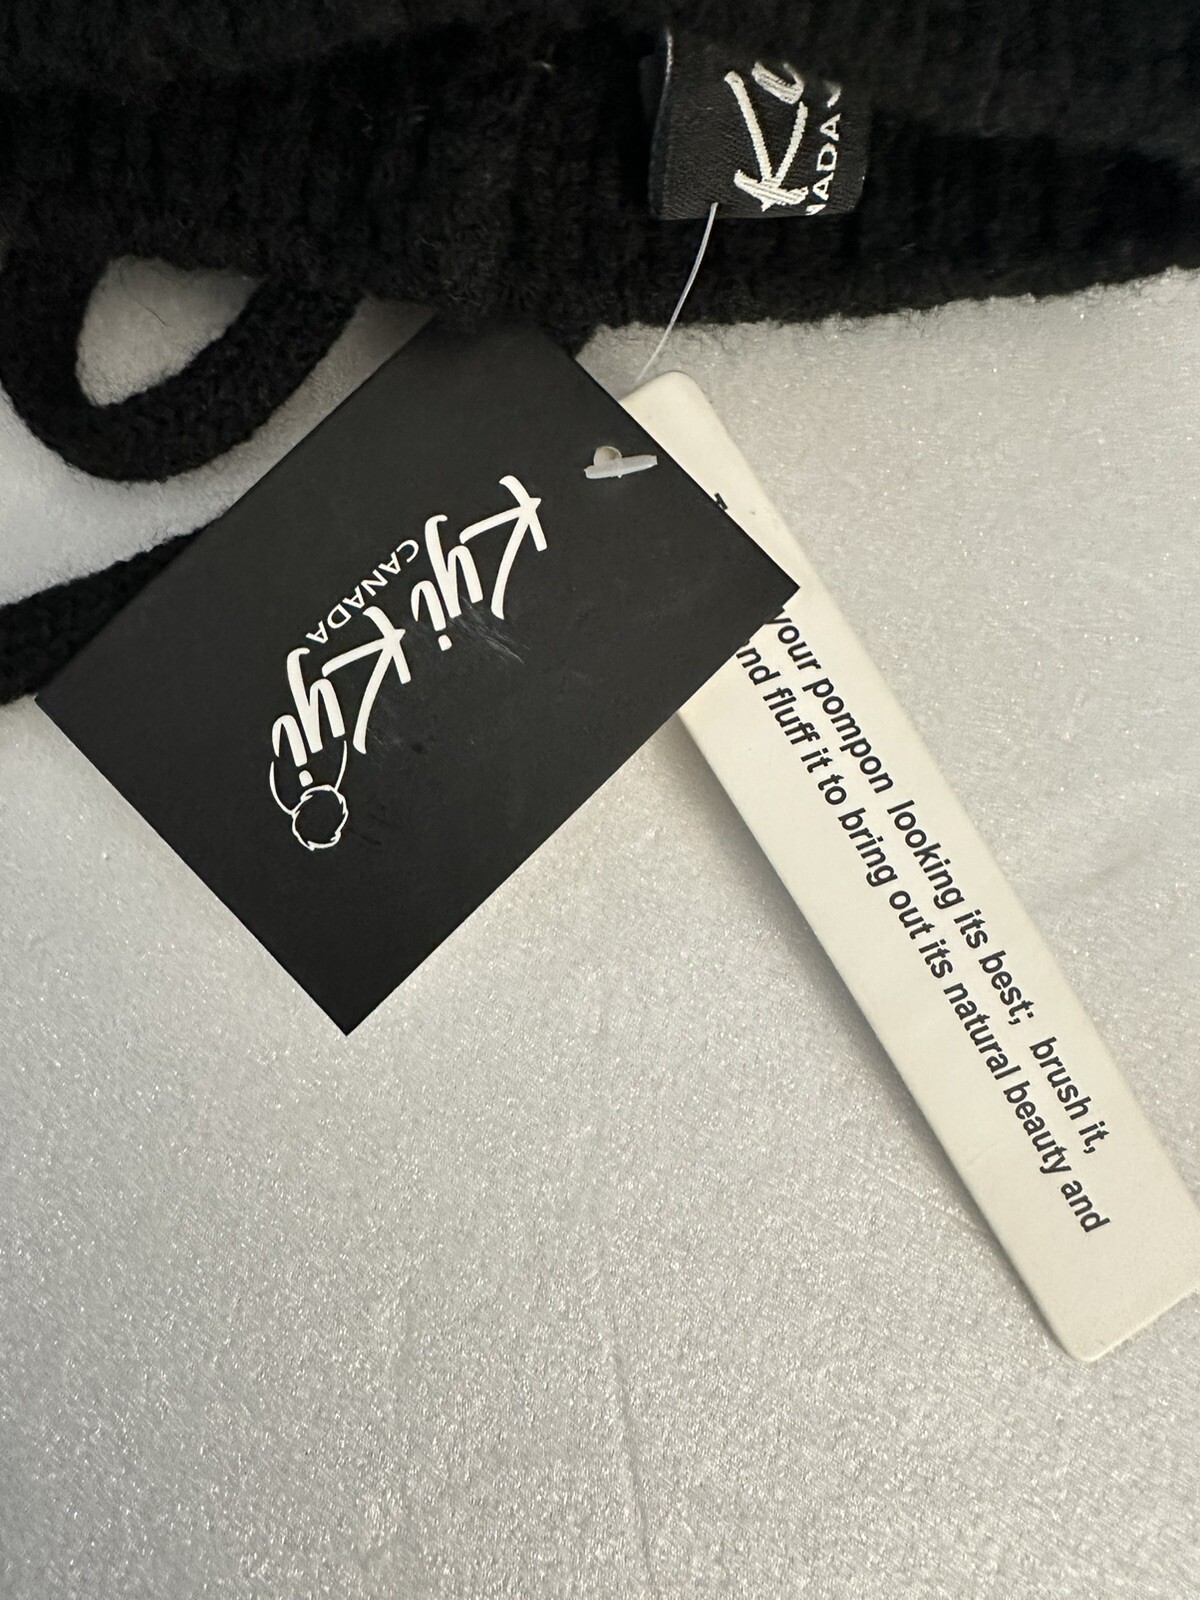 Kyi Kyi
CANADA
your pompon looking its best; brush it,
fluff it to bring out its natural beauty and